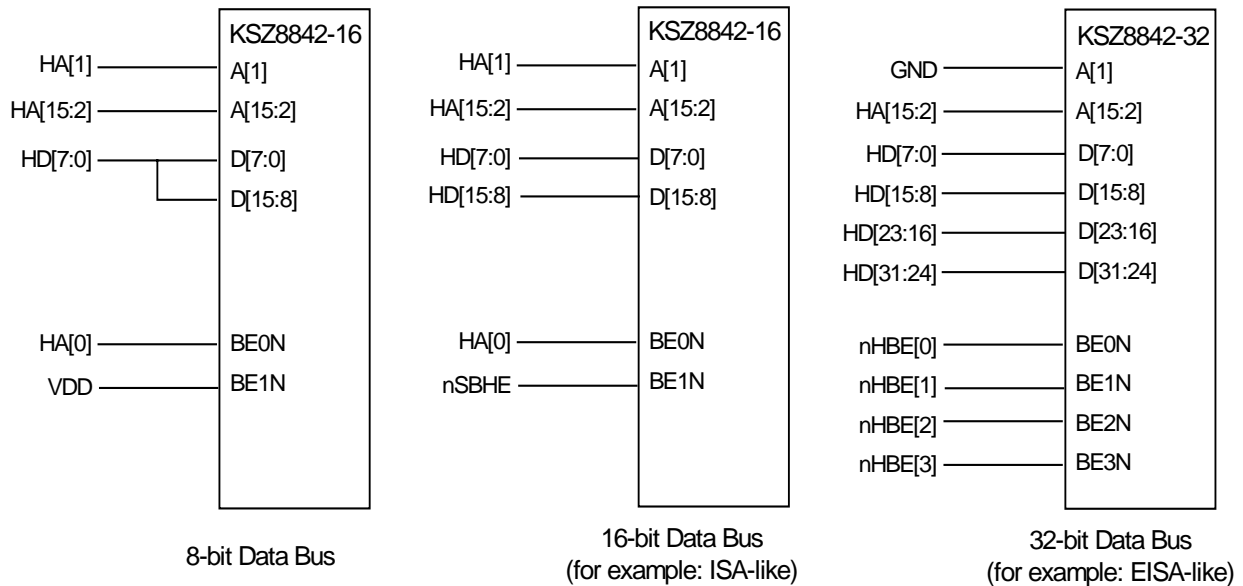 KSZ8842-16
HA[1] A[1]
HA[15:2] A[15:2]
HD[7:0] D[7:0]
D[15:8]
HA[0] BE0N
VDD BE1N
8-bit Data Bus
KSZ8842-16
HA[1] A[1]
HA[15:2] A[15:2]
HD[7:0] D[7:0]
HD[15:8] D[15:8]
HA[0] BE0N
nSBHE BE1N
16-bit Data Bus
(for example: ISA-like)
KSZ8842-32
GND A[1]
HA[15:2] A[15:2]
HD[7:0] D[7:0]
HD[15:8] D[15:8]
HD[23:16] D[23:16]
HD[31:24] D[31:24]
nHBE[0] BE0N
nHBE[1] BE1N
nHBE[2] BE2N
nHBE[3] BE3N
32-bit Data Bus
(for example: EISA-like)